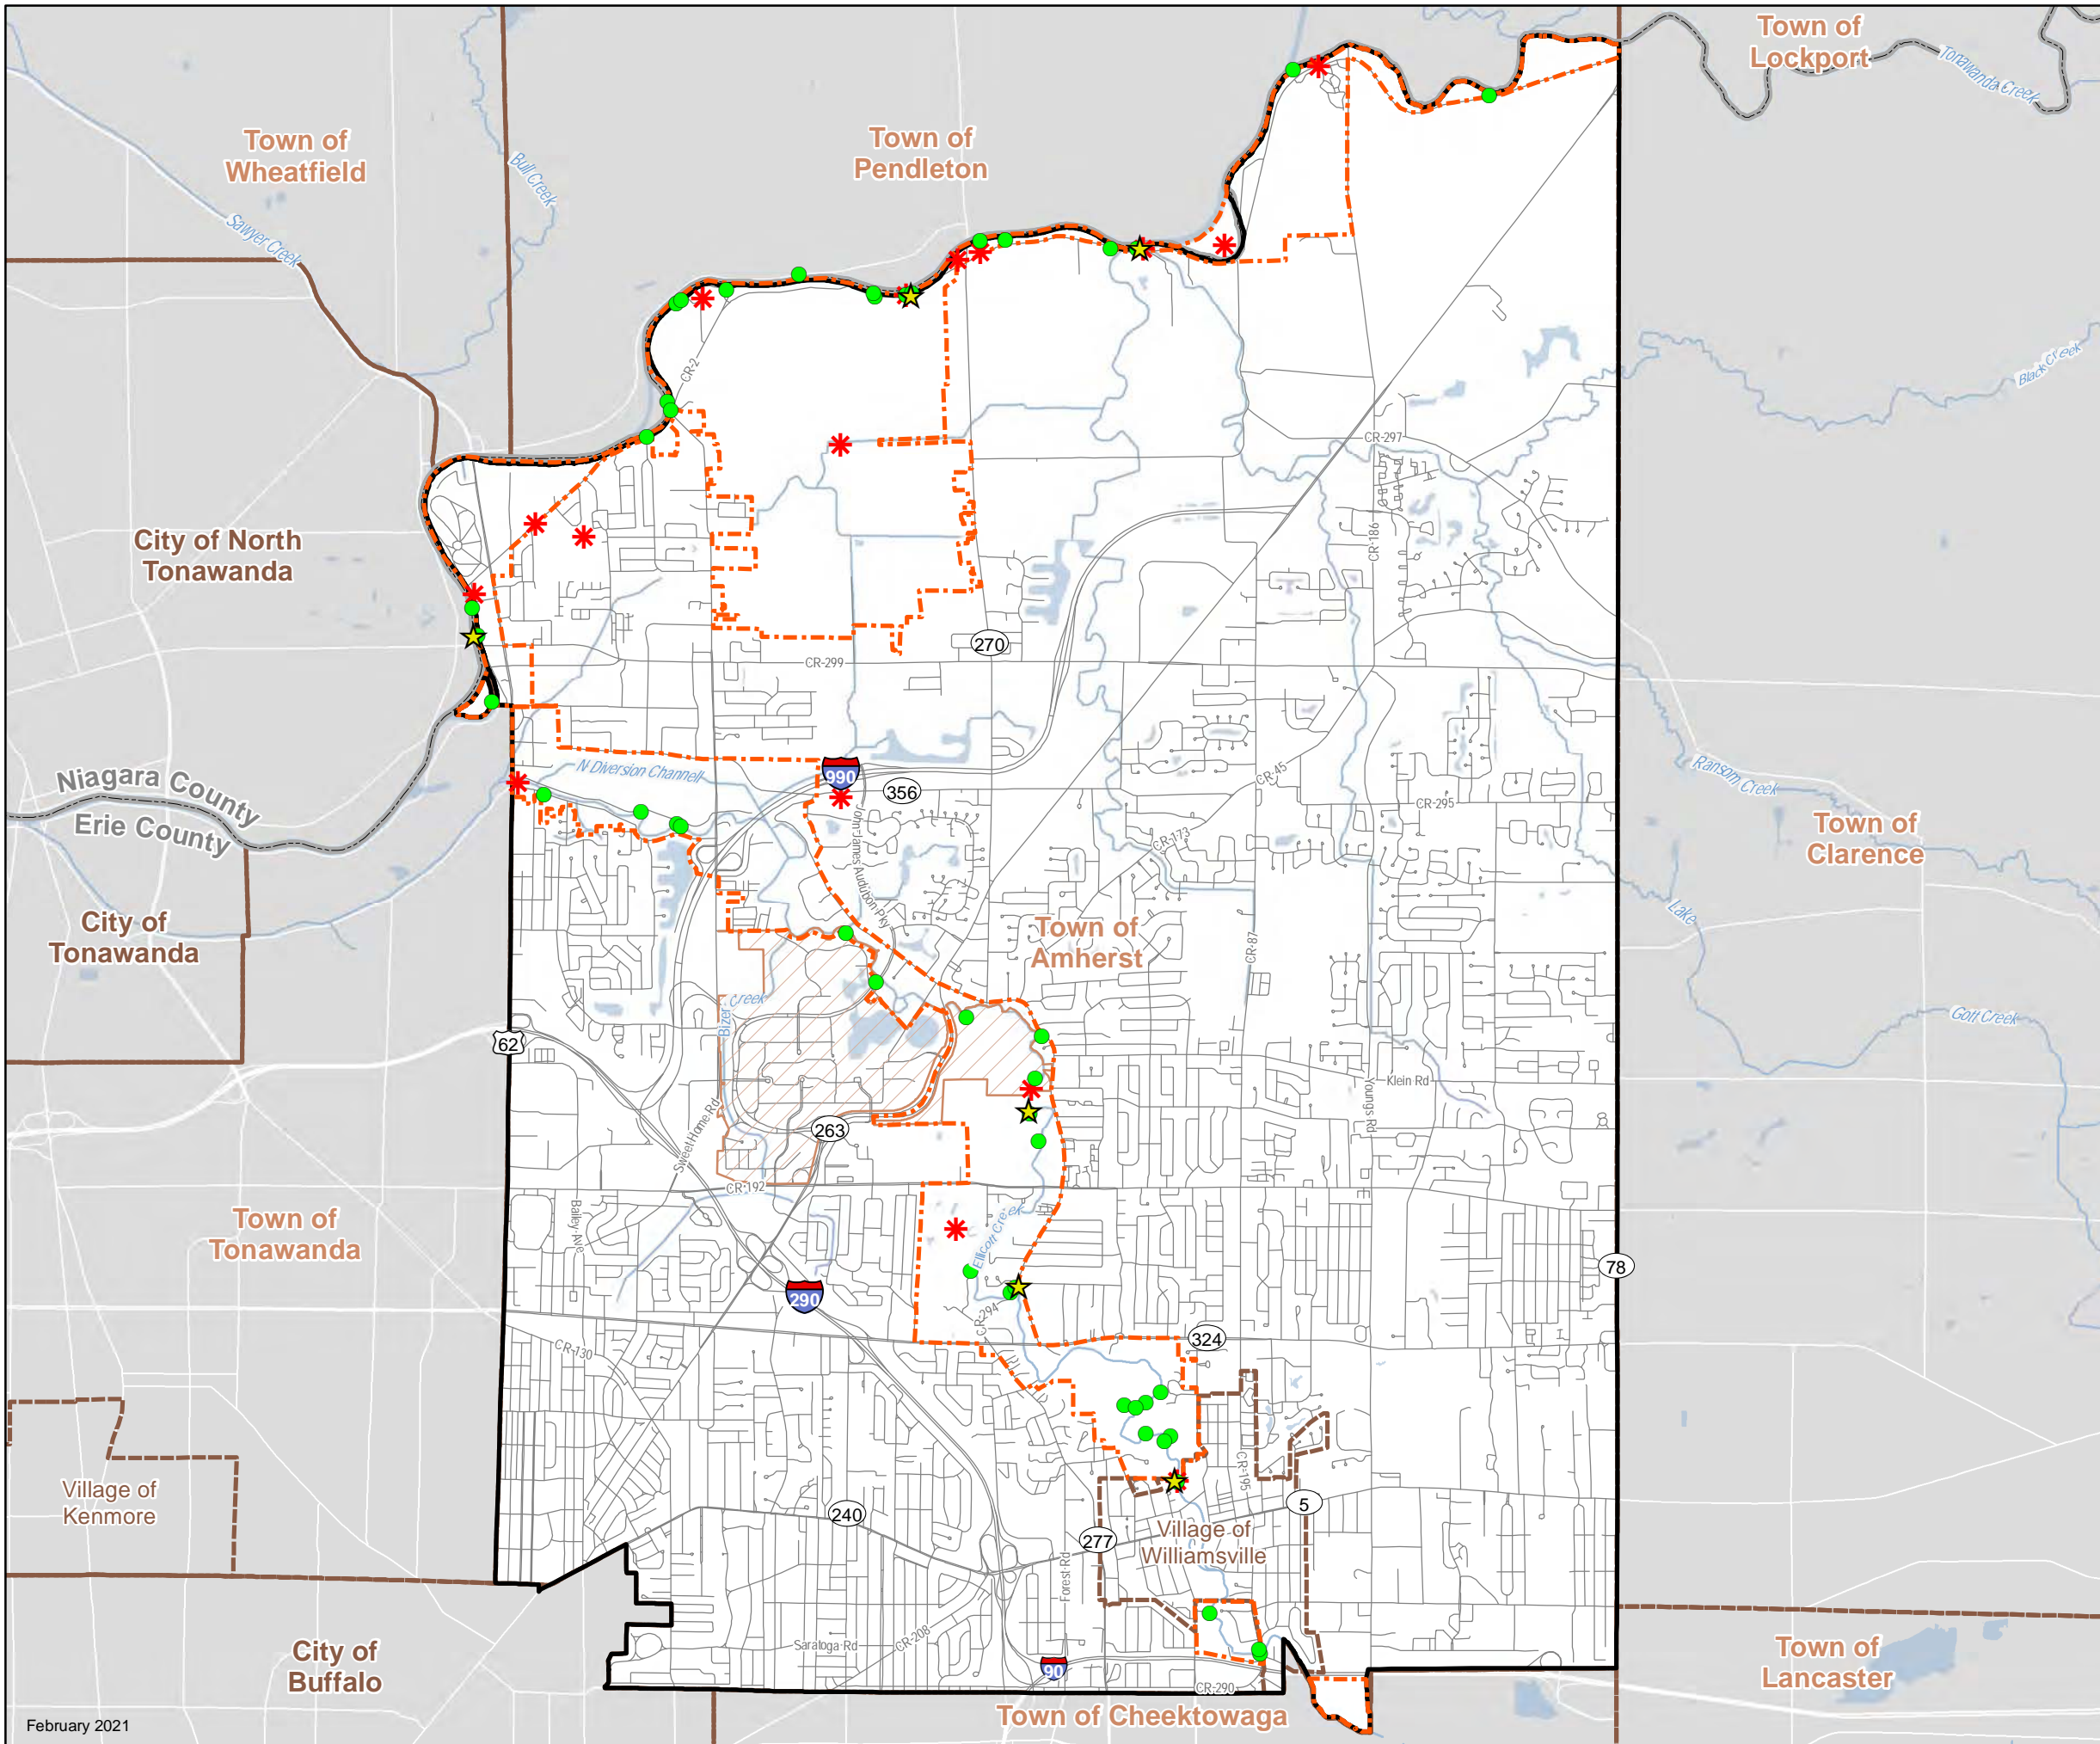 Town of
Lockport
Tonawanda Creek
Town of
Wheatfield
Town of
Pendleton
Bull Creek
Sawyer Creek
CR-2
Black Creek
CR-297
City of North
Tonawanda
CR-186
270
CR-299
N Diversion Channell
990
356
CR-45
CR-295
Ransom Creek
Niagara County
Erie County
John James Audubon Pky
CR-173
Town of
Clarence
City of
Tonawanda
Town of
Amherst
CR-87
Lake
Bizer Creek
Gott Creek
62
Klein Rd
Youngs Rd
Sweet Home Rd
263
CR-192
Bailey Ave
Town of
Tonawanda
Ellicott Creek
78
290
CR-294
324
CR-130
CR-195
Village of
Kenmore
240
5
277
Village of
Williamsville
Forest Rd
Saratoga Rd
CR-208
City of
Buffalo
90
CR-290
Town of
Lancaster
Town of Cheektowaga
February 2021